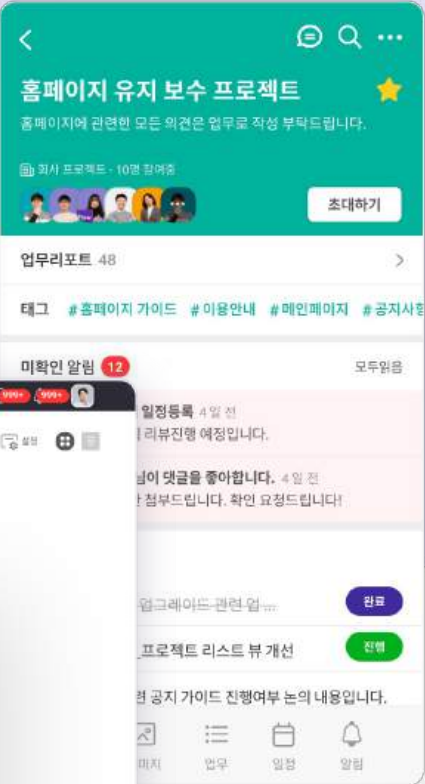 홈페이지 유지 보수 프로젝트
홈페이지에 관련한 모든 의견은 업무로 작성 부탁드립니다.
회사 프로젝트 - 10명 참여중
초대하기
업무리포트 48
태그 #홈페이지 가이드 #이용안내 #메인페이지 #공지사항
미확인 알림 12 모두읽음
999+ 999+
설정
일정등록 4일 전
리뷰진행 예정입니다.
님이 댓글을 좋아합니다. 4일 전
첨부드립니다. 확인 요청드립니다!
업그레이드 관련 업 ... 완료
_프로젝트 리스트 뷰 개선 진행
공지 가이드 진행여부 논의 내용입니다.
업무 일정 알림